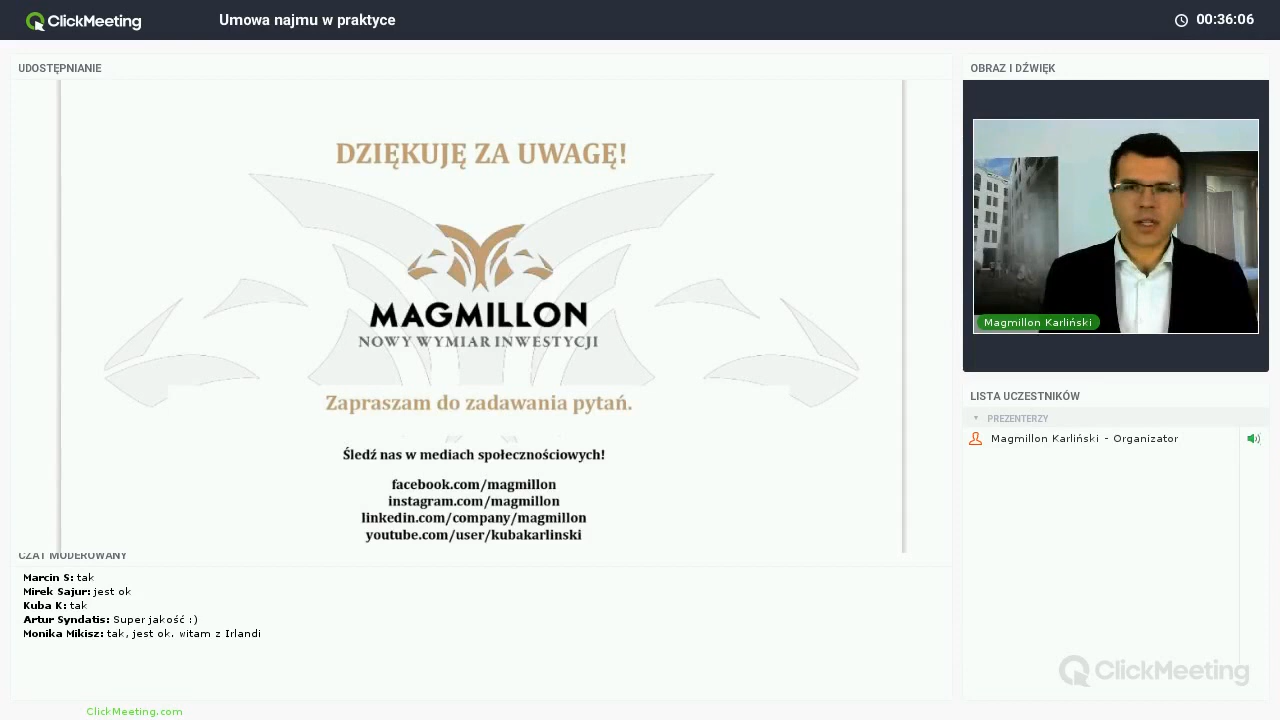 ClickMeeting
Umowa najmu w praktyce
00:36:06
UDOSTĘPNIANIE
DZIĘKUJĘ ZA UWAGĘ!
MAGMILLON
NOWY WYMIAR INWESTYCJI
Zapraszam do zadawania pytań.
Śledź nas w mediach społecznościowych!
facebook.com/magmillon
instagram.com/magmillon
linkedin.com/company/magmillon
youtube.com/user/kubakarlinski
CZAT MODEROWANY
Marcin S: tak
Mirek Sajur: jest ok
Kuba K: tak
Artur Syndatis: Super jakość :)
Monika Mikisz: tak, jest ok. witam z Irlandi
ClickMeeting.com
OBRAZ I DŹWIĘK
Magmillon Karliński
LISTA UCZESTNIKÓW
PREZENTERZY
Magmillon Karliński - Organizator
ClickMeeting